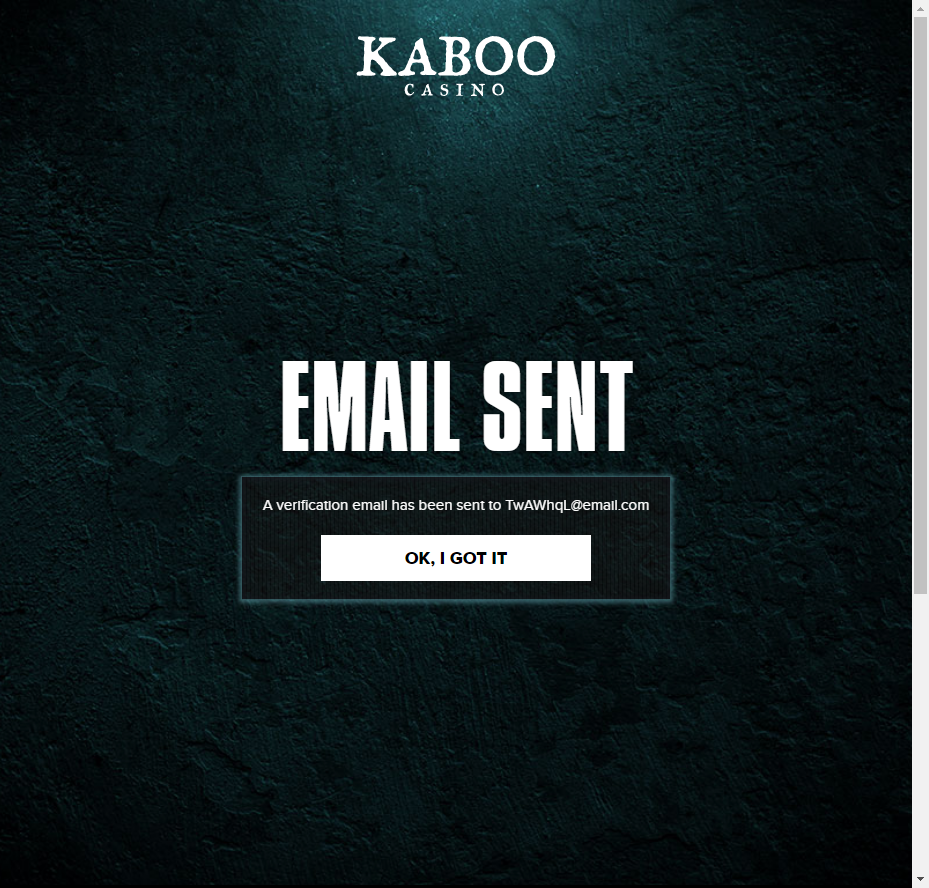 KABOO
CASINO
EMAIL SENT
A verification email has been sent to TwAWhqL@email.com
OK, I GOT IT